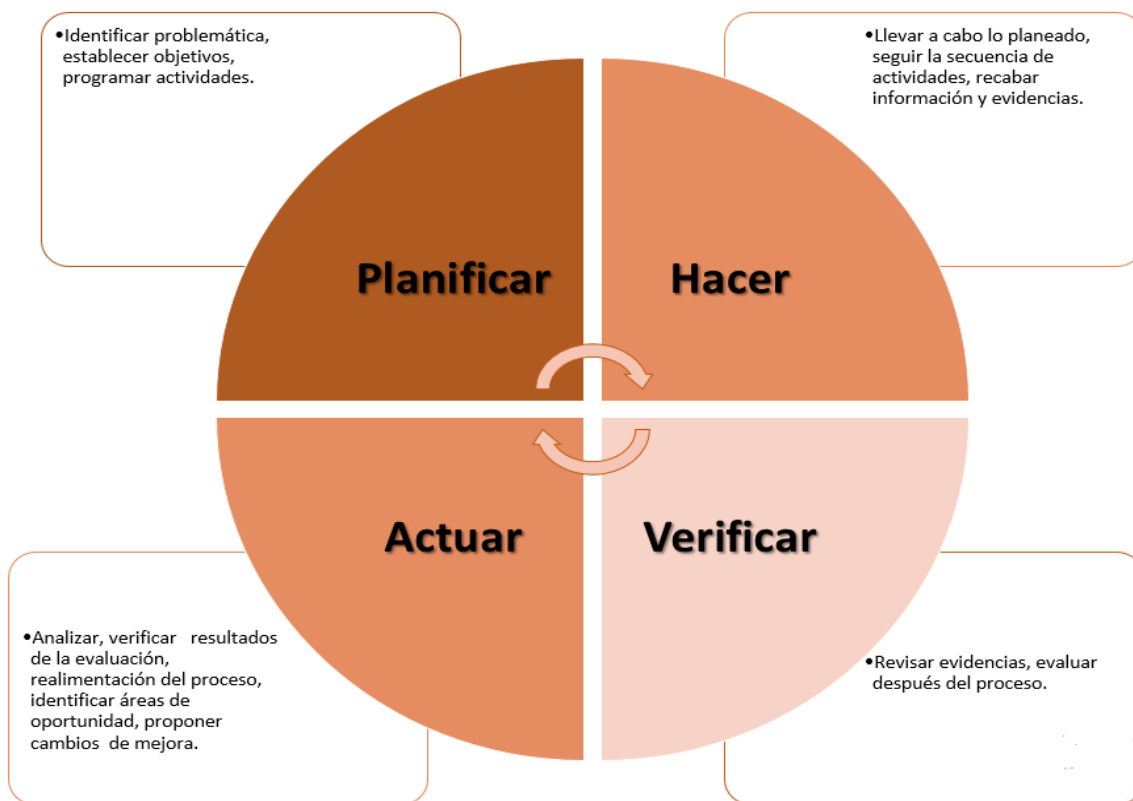 •Identificar problemática,
establecer objetivos,
programar actividades.
•Llevar a cabo lo planeado,
seguir la secuencia de
actividades, recabar
información y evidencias.
Planificar
Hacer
Actuar
Verificar
•Analizar, verificar resultados
de la evaluación,
realimentación del proceso,
identificar áreas de
oportunidad, proponer
cambios de mejora.
•Revisar evidencias, evaluar
después del proceso.